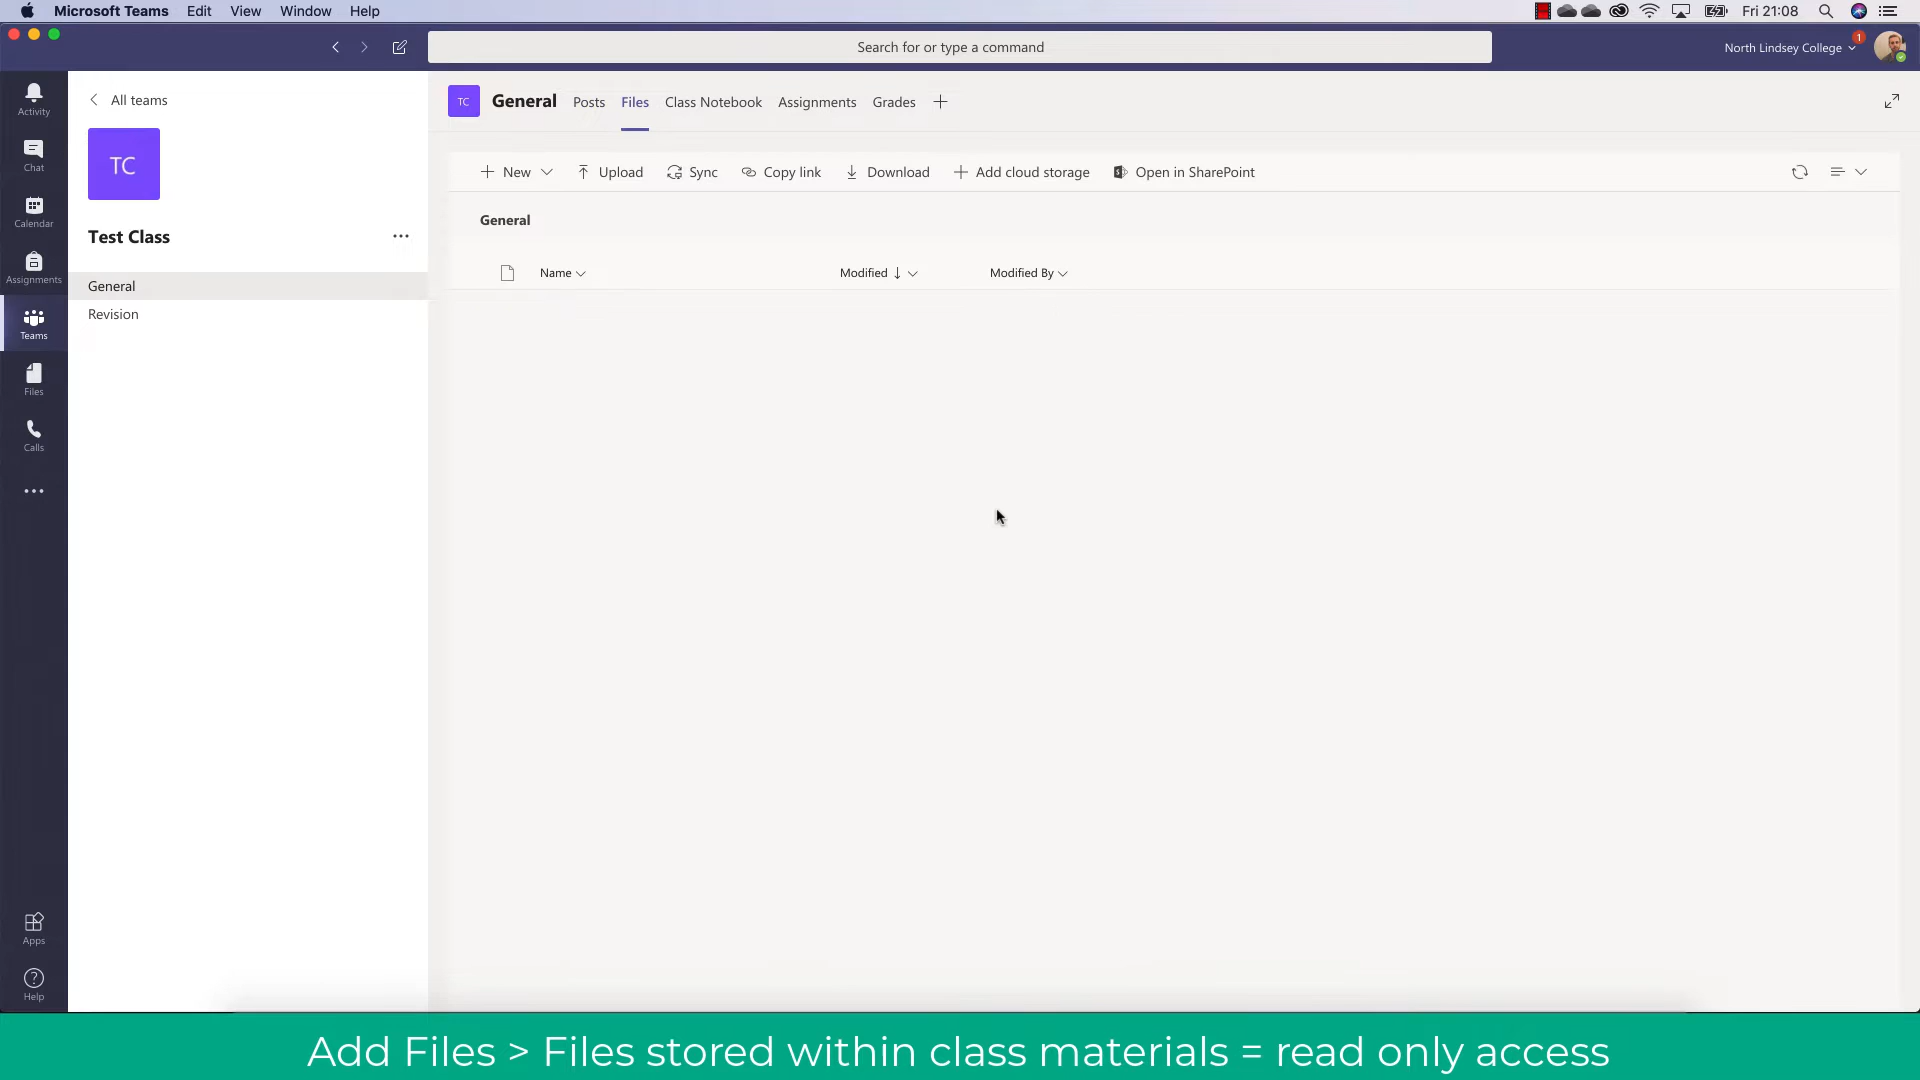 Microsoft Teams Edit View Window Help Fri 21:08
Search for or type a command
North Lindsey College
1
Activity
Chat
Calendar
Assignments
Teams
Files
Calls
Apps
Help
All teams
TC
Test Class
General
Revision
TC General Posts Files Class Notebook Assignments Grades
New Upload Sync Copy link Download Add cloud storage Open in SharePoint
General
Name Modified Modified By
Add Files > Files stored within class materials = read only access